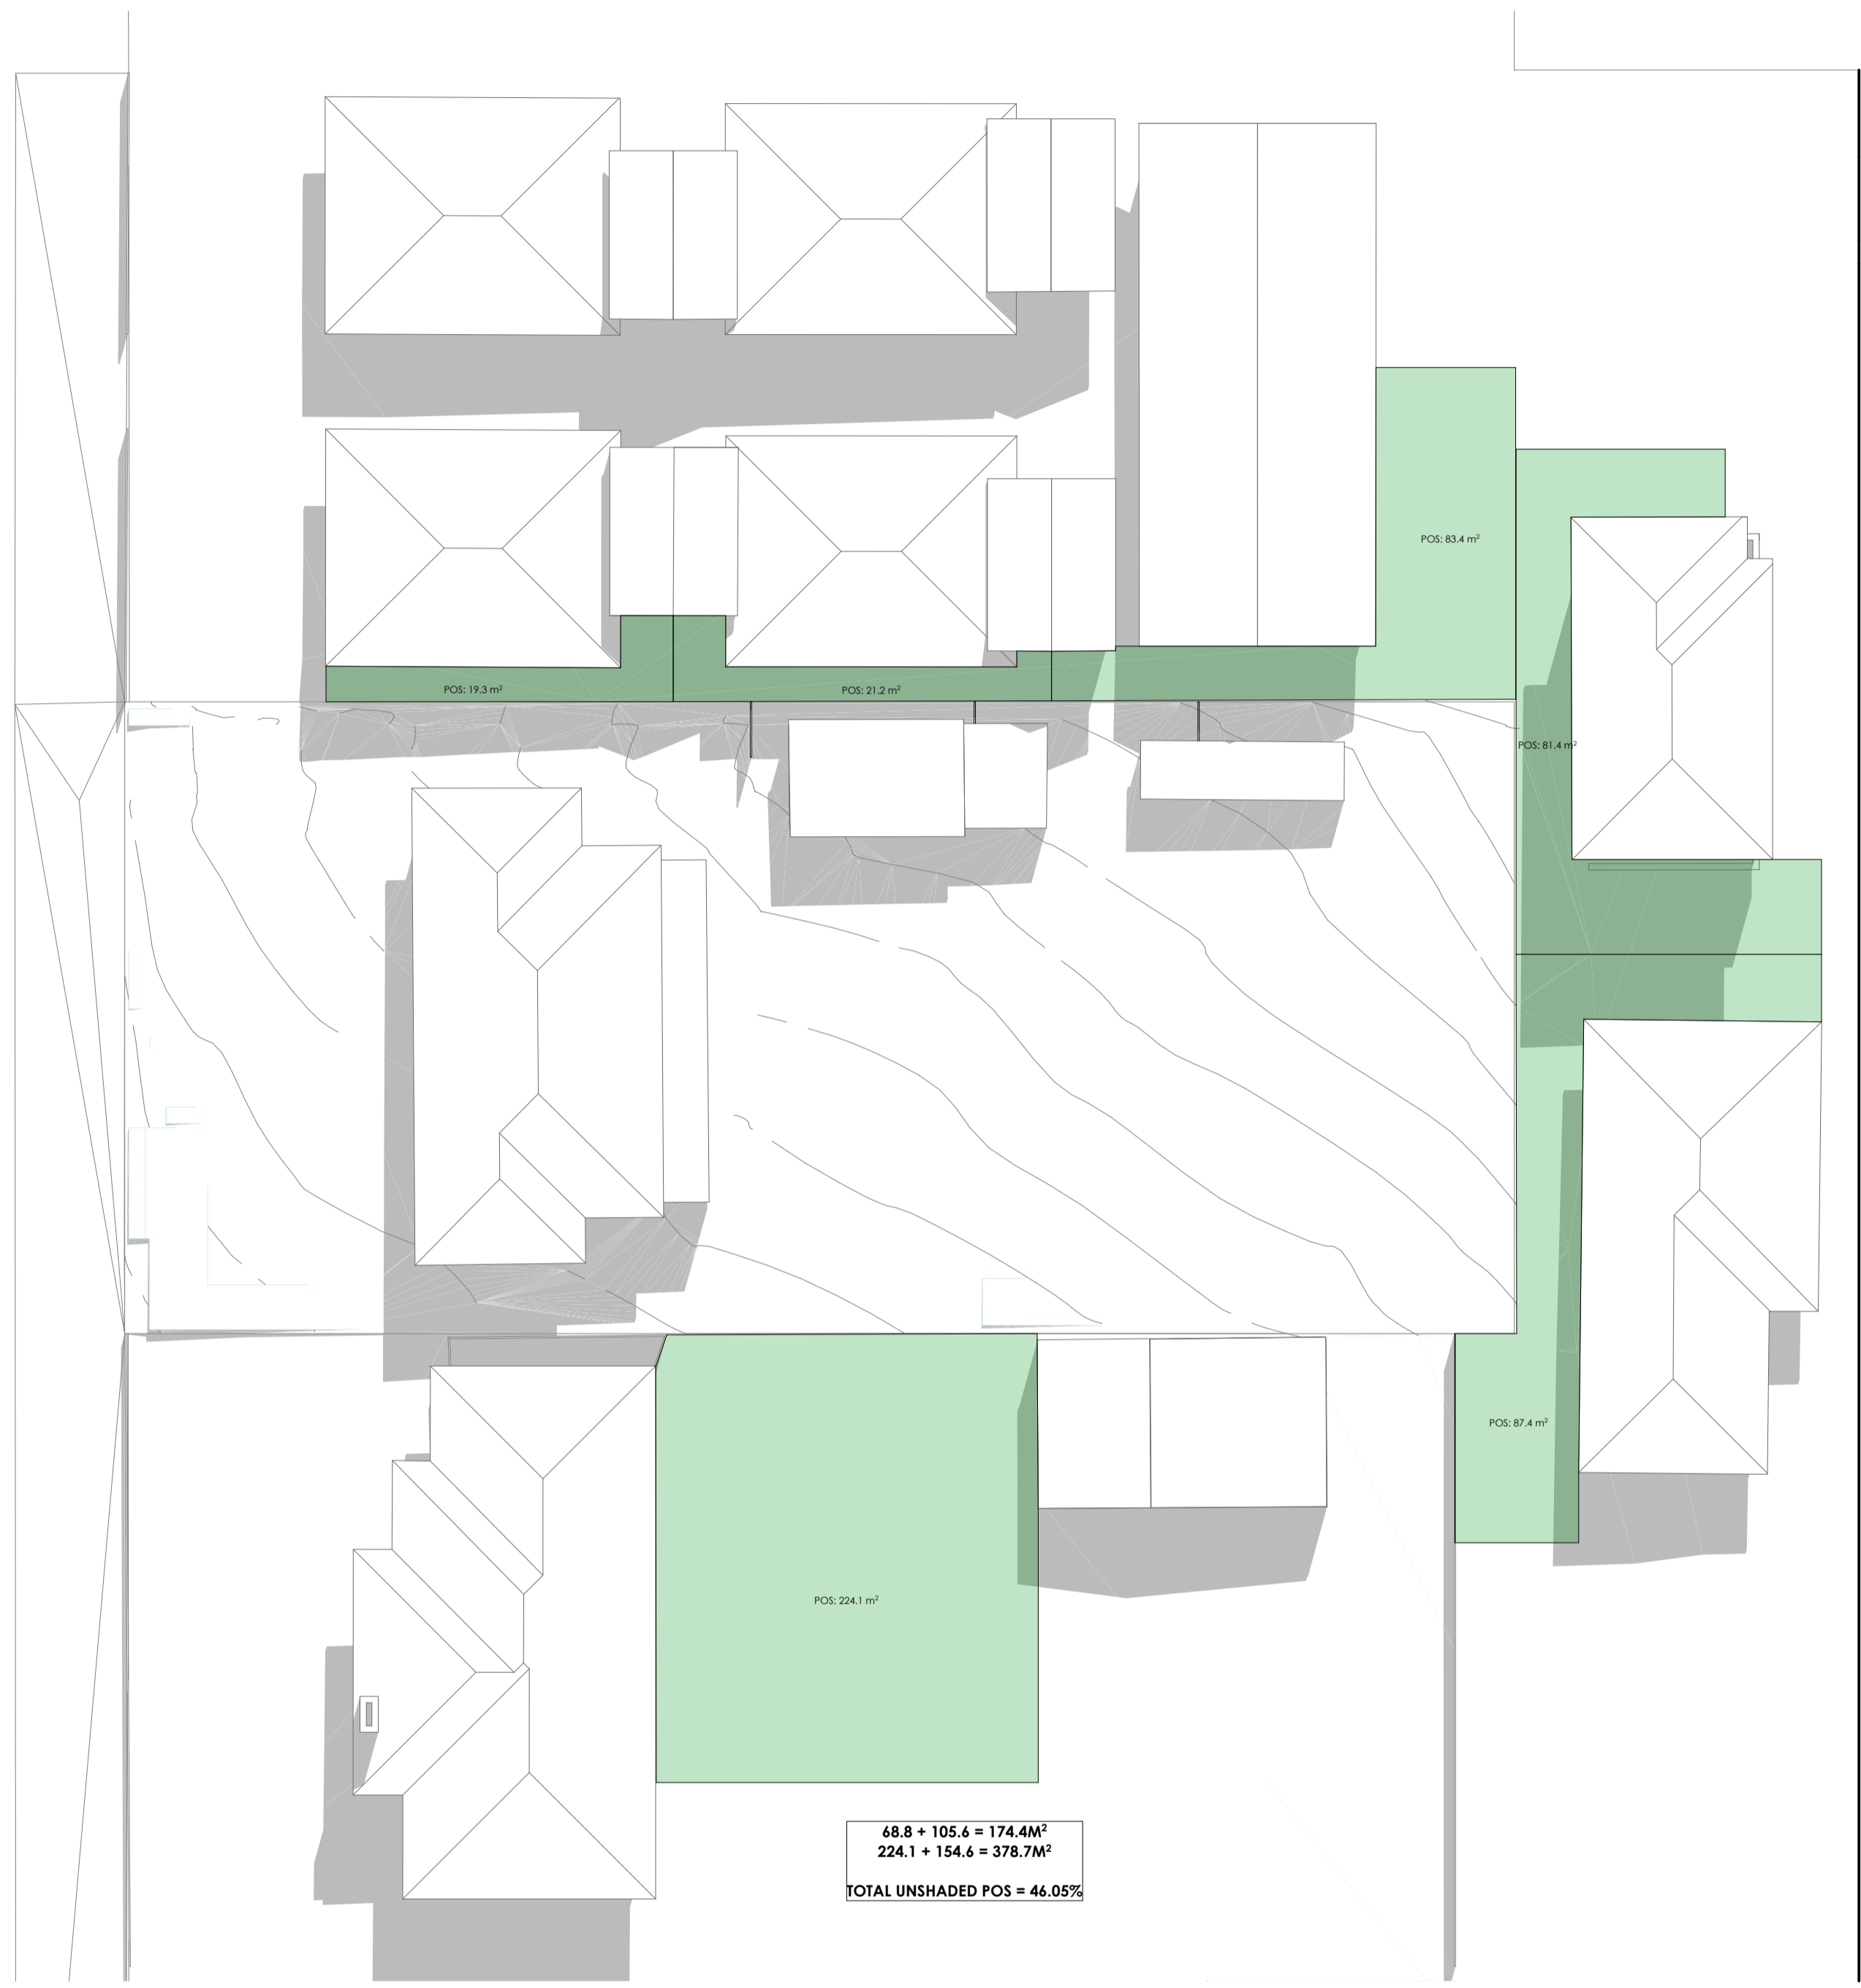 POS: 83.4 m²
POS: 19.3 m²
POS: 21.2 m²
POS: 81.4 m²
POS: 87.4 m²
POS: 224.1 m²
68.8 + 105.6 = 174.4M²
224.1 + 154.6 = 378.7M²
TOTAL UNSHADED POS = 46.05%